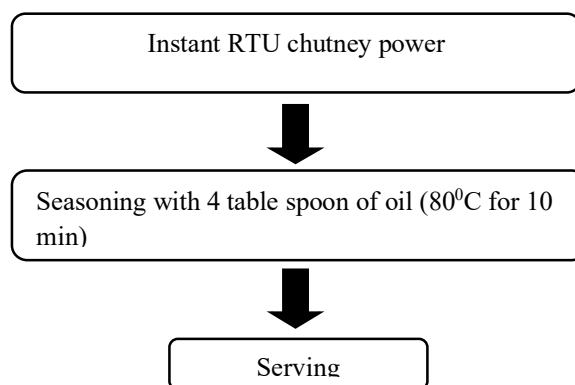 Instant RTU chutney power
Seasoning with 4 table spoon of oil (80⁰C for 10
min)
Serving